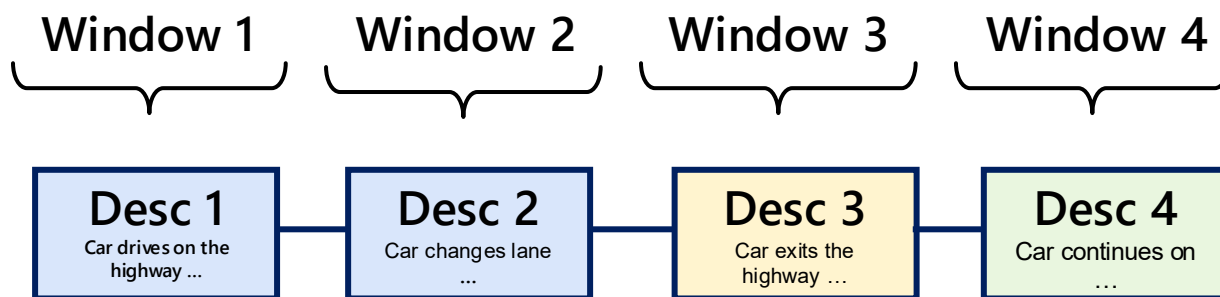 Window 1
Window 2
Window 3
Window 4
Desc 1
Car drives on the
highway ...
Desc 2
Car changes lane
...
Desc 3
Car exits the
highway …
Desc 4
Car continues on
…